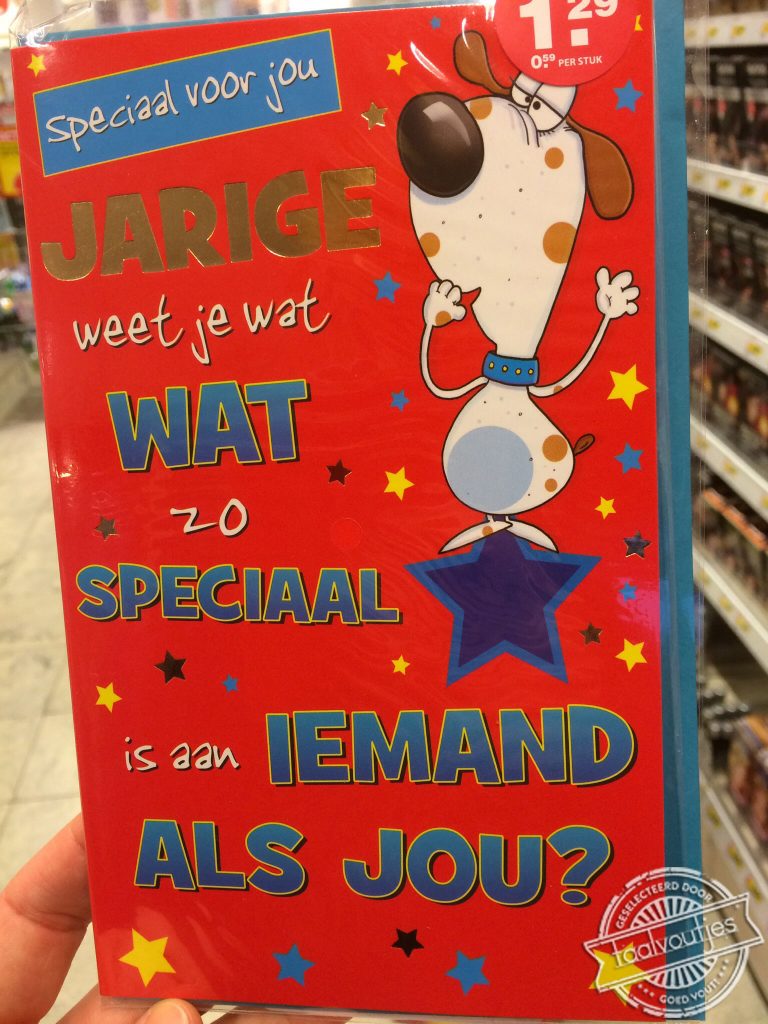 1.29
0.59 PER STUK
speciaal voor jou
JARIGE
weet je wat
WAT
zo
SPECIAAL
is aan IEMAND
ALS JOU?
GESELECTEERD DOOR
taalvoutjes
GOED VOUT!